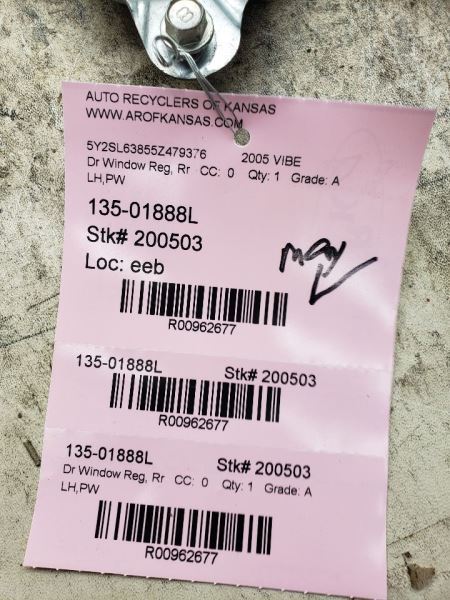 AUTO RECYCLERS OF KANSAS
WWW.AROFKANSAS.COM
5Y2SL63855Z479376 2005 VIBE
Dr Window Reg, Rr CC: 0 Qty: 1 Grade: A
LH,PW
135-01888L
Stk# 200503
Loc: eeb
R00962677
135-01888L Stk# 200503
R00962677
135-01888L Stk# 200503
Dr Window Reg, Rr CC: 0 Qty: 1 Grade: A
LH,PW
R00962677